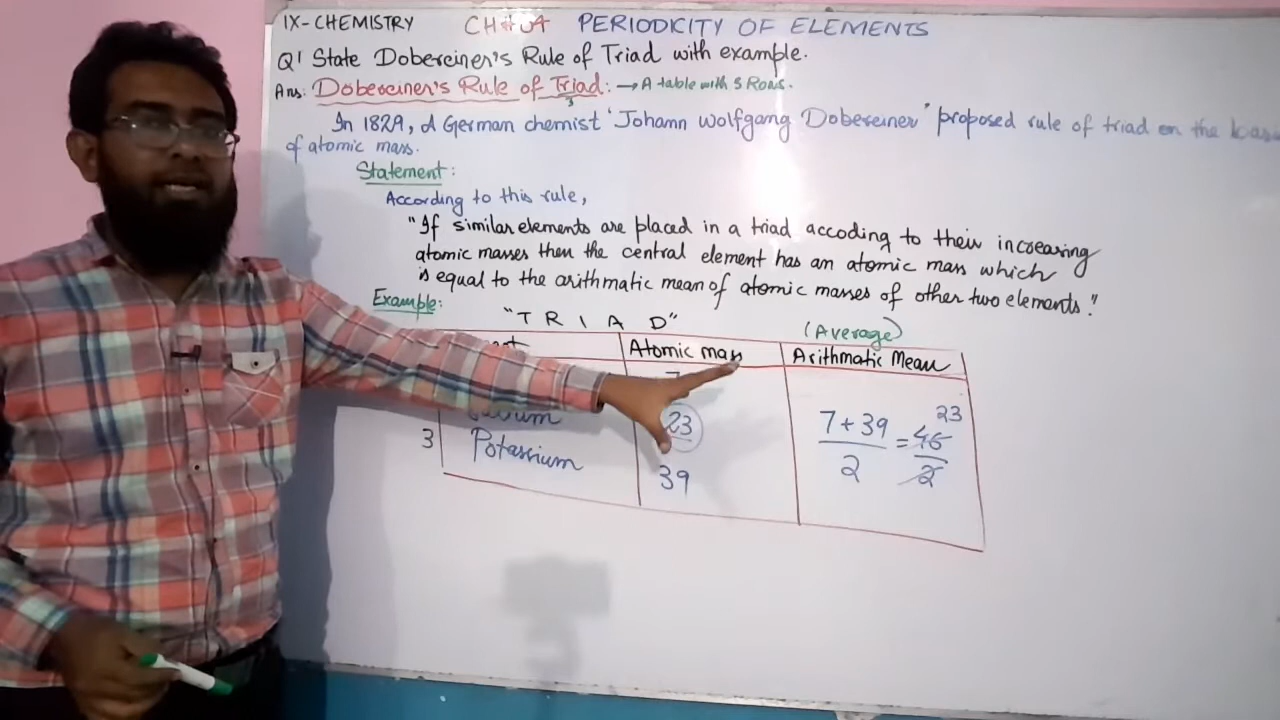 IX- CHEMISTRY CH# 04 PERIODICITY OF ELEMENTS
Q1 State Dobereiner's Rule of Triad with example.
Ans: Dobereiner's Rule of Triad: → A table with 3 Rows.
3
In 1829, A German chemist 'Johann Wolfgang Dobereiner' proposed rule of triad on the
of atomic mass.
Statement:
According to this rule,
"If similar elements are placed in a triad accoding to their increasing
atomic masses then the central element has an atomic mass which
is equal to the arithmatic mean of atomic masses of other two elements."
Example:
"T R I A D" (Average)
Atomic mass Arithmatic Mean
7
23 7 + 39 / 2 = 46 / 2 23
3 Potassium
39